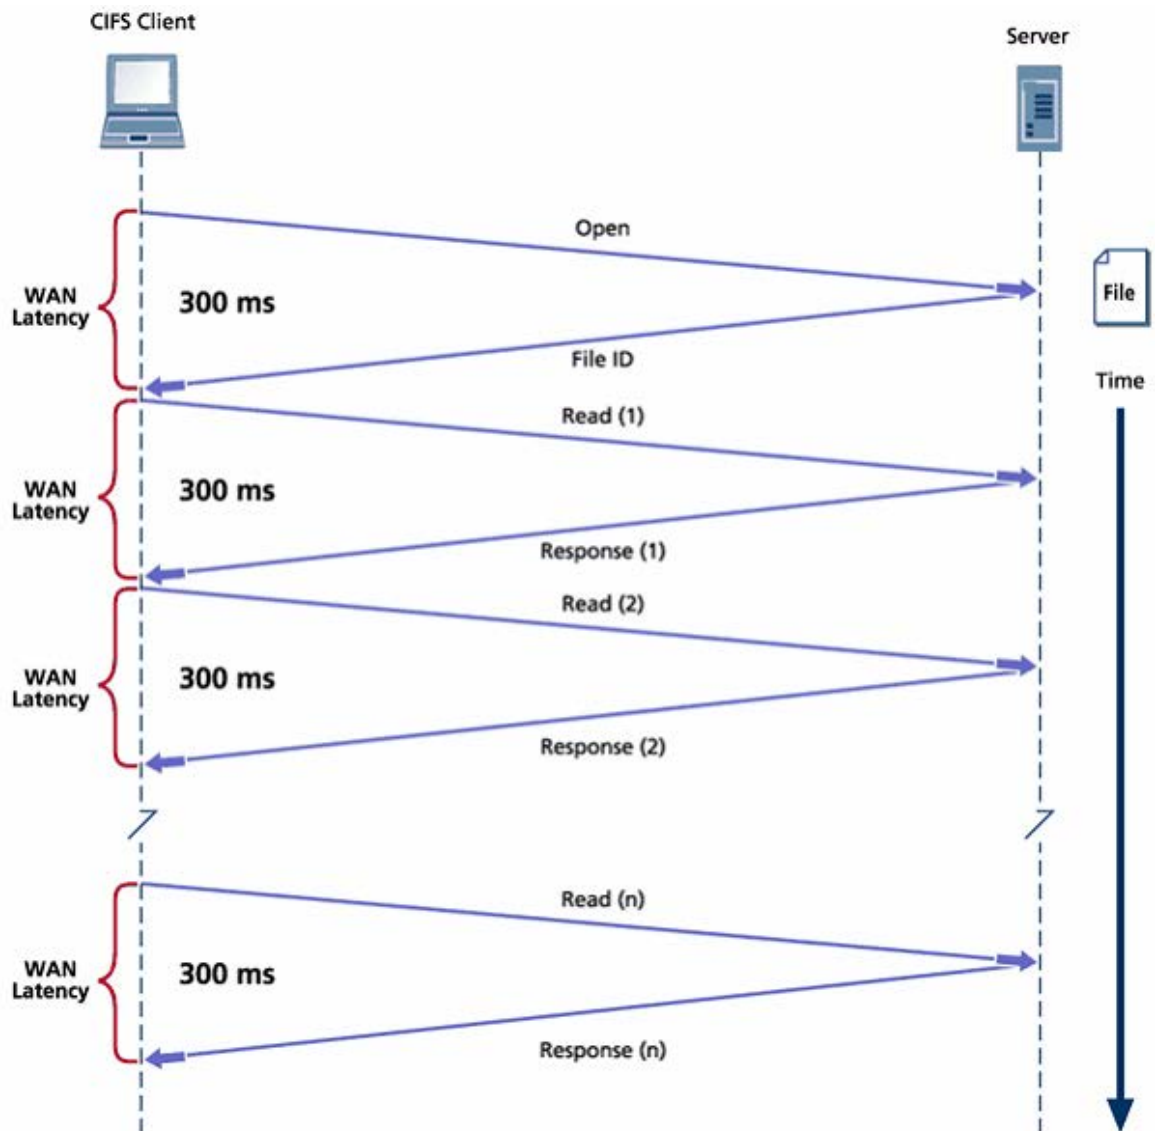 CIFS Client
Server
Open
File
WAN
Latency
300 ms
File ID
Time
Read (1)
WAN
Latency
300 ms
Response (1)
Read (2)
WAN
Latency
300 ms
Response (2)
Read (n)
WAN
Latency
300 ms
Response (n)